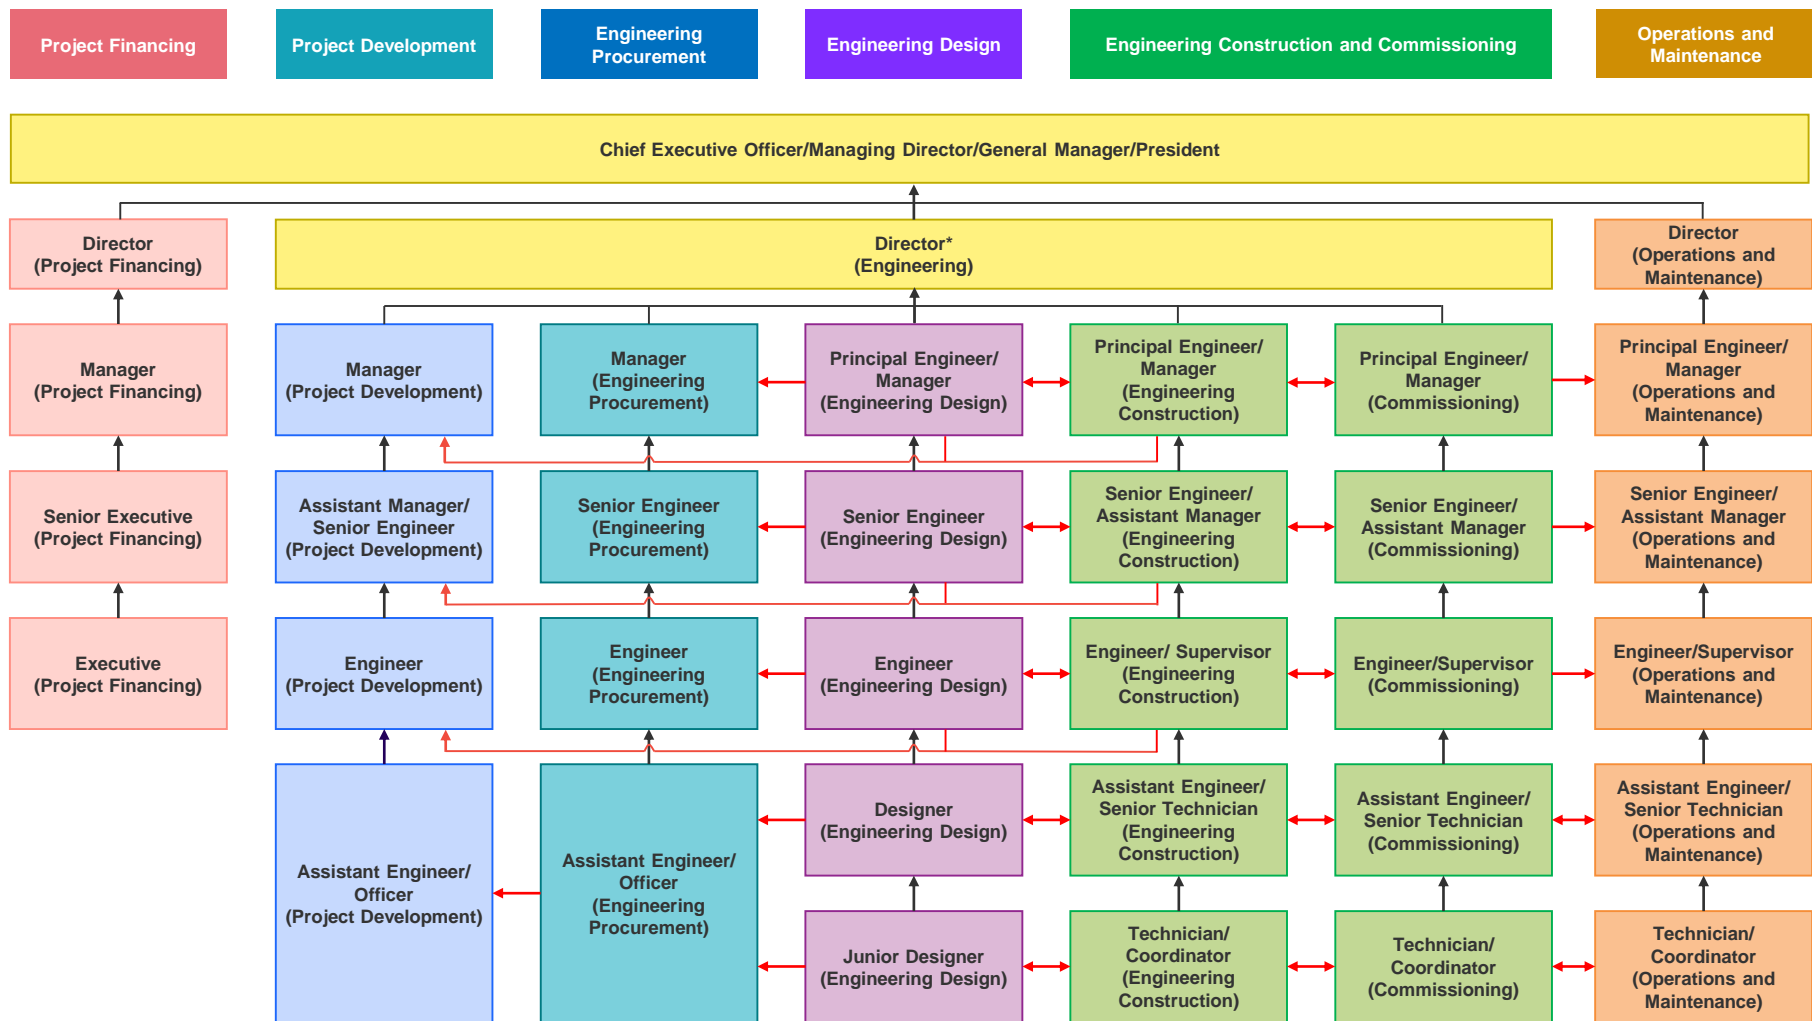 Project Financing
Project Development
Engineering
Procurement
Engineering Design
Engineering Construction and Commissioning
Operations and
Maintenance
Chief Executive Officer/Managing Director/General Manager/President
Director
(Project Financing)
Director*
(Engineering)
Director
(Operations and
Maintenance)
Manager
(Project Financing)
Manager
(Project Development)
Manager
(Engineering
Procurement)
Principal Engineer/
Manager
(Engineering Design)
Principal Engineer/
Manager
(Engineering
Construction)
Principal Engineer/
Manager
(Commissioning)
Principal Engineer/
Manager
(Operations and
Maintenance)
Senior Executive
(Project Financing)
Assistant Manager/
Senior Engineer
(Project Development)
Senior Engineer
(Engineering
Procurement)
Senior Engineer
(Engineering Design)
Senior Engineer/
Assistant Manager
(Engineering
Construction)
Senior Engineer/
Assistant Manager
(Commissioning)
Senior Engineer/
Assistant Manager
(Operations and
Maintenance)
Executive
(Project Financing)
Engineer
(Project Development)
Engineer
(Engineering
Procurement)
Engineer
(Engineering Design)
Engineer/ Supervisor
(Engineering
Construction)
Engineer/Supervisor
(Commissioning)
Engineer/Supervisor
(Operations and
Maintenance)
Assistant Engineer/
Officer
(Project Development)
Assistant Engineer/
Officer
(Engineering
Procurement)
Designer
(Engineering Design)
Assistant Engineer/
Senior Technician
(Engineering
Construction)
Assistant Engineer/
Senior Technician
(Commissioning)
Assistant Engineer/
Senior Technician
(Operations and
Maintenance)
Junior Designer
(Engineering Design)
Technician/
Coordinator
(Engineering
Construction)
Technician/
Coordinator
(Commissioning)
Technician/
Coordinator
(Operations and
Maintenance)